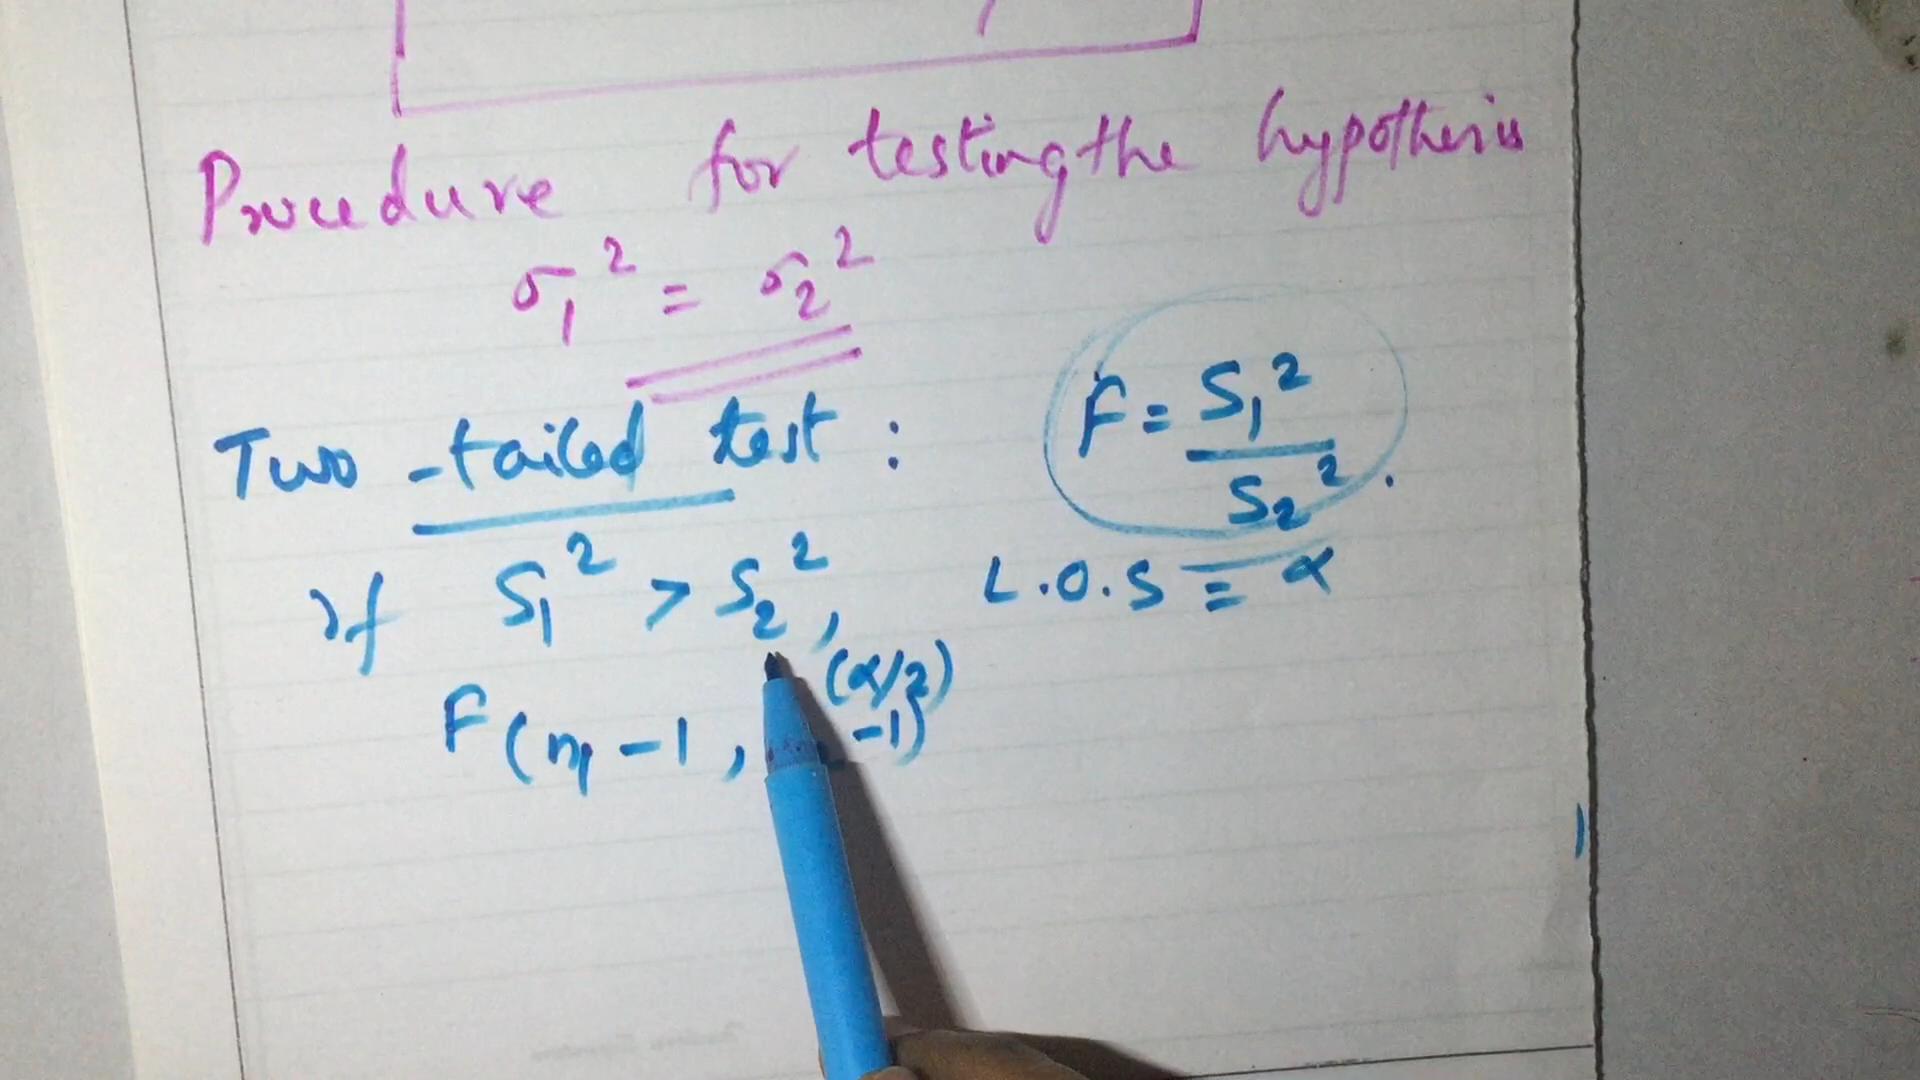 Procedure for testing the hypothesis
σ₁² = σ₂²
Two-tailed test : F = S₁² / S₂² .
If S₁² > S₂² , L.O.S = α
F(n₁ -1 , -1) (α/2)